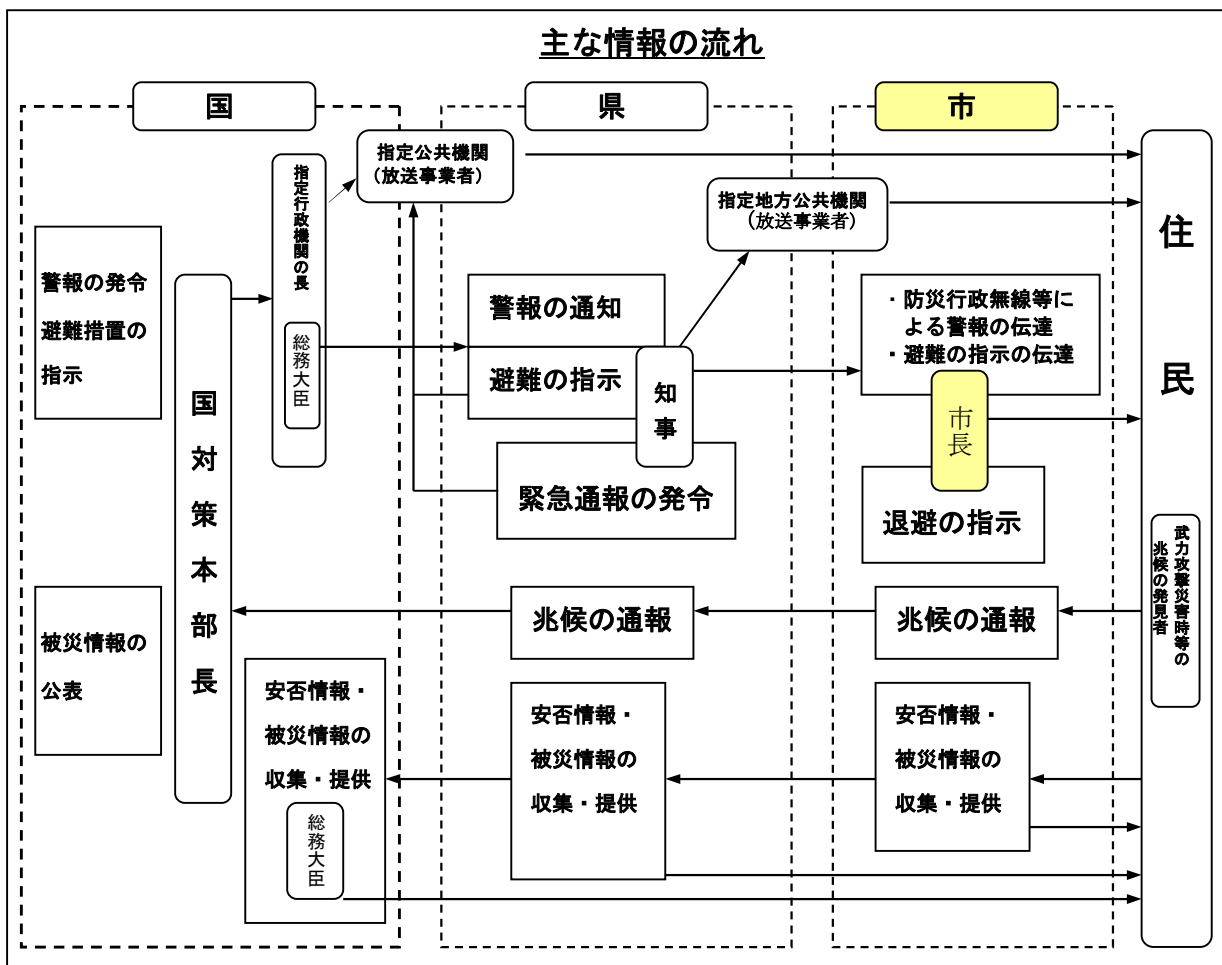 主な情報の流れ
国
県
市
指定公共機関
(放送事業者)
指定地方公共機関
(放送事業者)
住民
指定行政機関の長
総務大臣
警報の発令
避難措置の
指示
国対策本部長
警報の通知
避難の指示
知事
緊急通報の発令
・防災行政無線等に
よる警報の伝達
・避難の指示の伝達
市長
退避の指示
武力攻撃災害時等の
兆候の発見者
兆候の通報
兆候の通報
被災情報の
公表
安否情報・
被災情報の
収集・提供
総務大臣
安否情報・
被災情報の
収集・提供
安否情報・
被災情報の
収集・提供